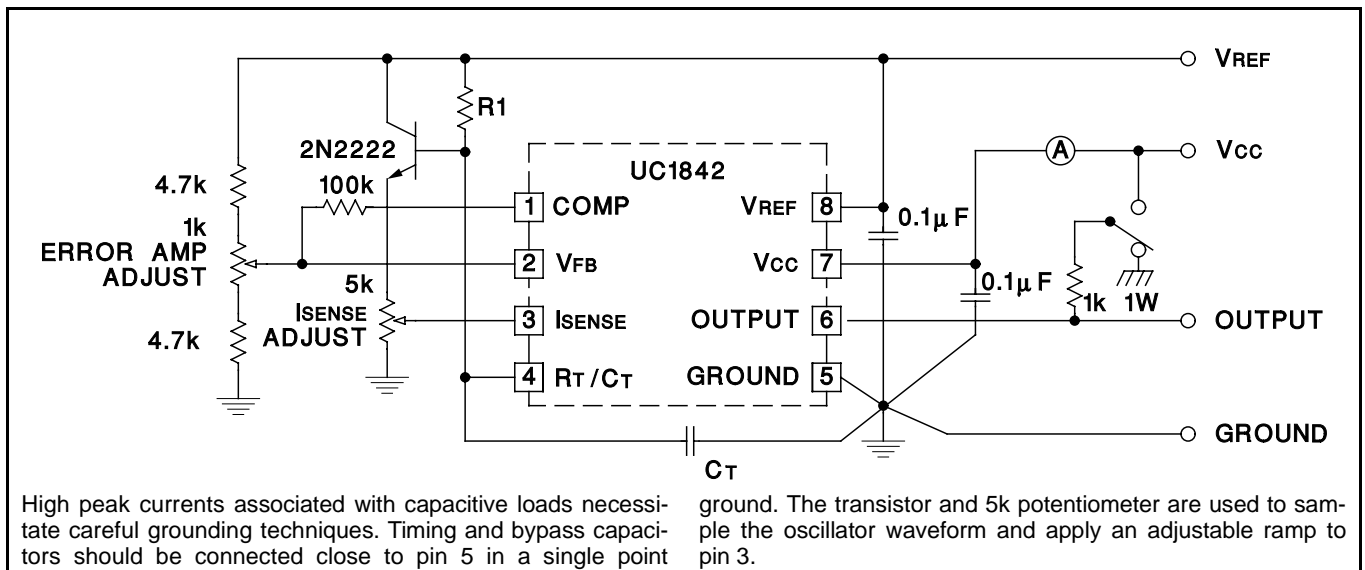 VREF
R1
2N2222
UC1842
A
VCC
4.7k
100k
1 COMP
VREF 8
0.1µF
1k
ERROR AMP
ADJUST
2 VFB
VCC 7
0.1µF
1k 1W
5k
ISENSE
ADJUST
3 ISENSE
OUTPUT 6
OUTPUT
4.7k
4 RT/CT
GROUND 5
GROUND
CT
High peak currents associated with capacitive loads necessi-
tate careful grounding techniques. Timing and bypass capaci-
tors should be connected close to pin 5 in a single point
ground. The transistor and 5k potentiometer are used to sam-
ple the oscillator waveform and apply an adjustable ramp to
pin 3.